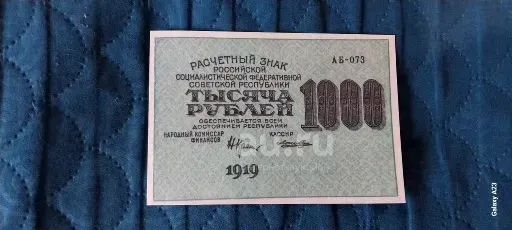 РАСЧЕТНЫЙ ЗНАК
РОССИЙСКОЙ
СОЦИАЛИСТИЧЕСКОЙ ФЕДЕРАТИВНОЙ
СОВЕТСКОЙ РЕСПУБЛИКИ
АБ-073
ТЫСЯЧА
РУБЛЕЙ
1000
ОБЕСПЕЧИВАЕТСЯ ВСЕМ
ДОСТОЯНИЕМ РЕСПУБЛИКИ
НАРОДНЫЙ КОМИССАР
ФИНАНСОВ
КАССИР
1919
Galaxy A23